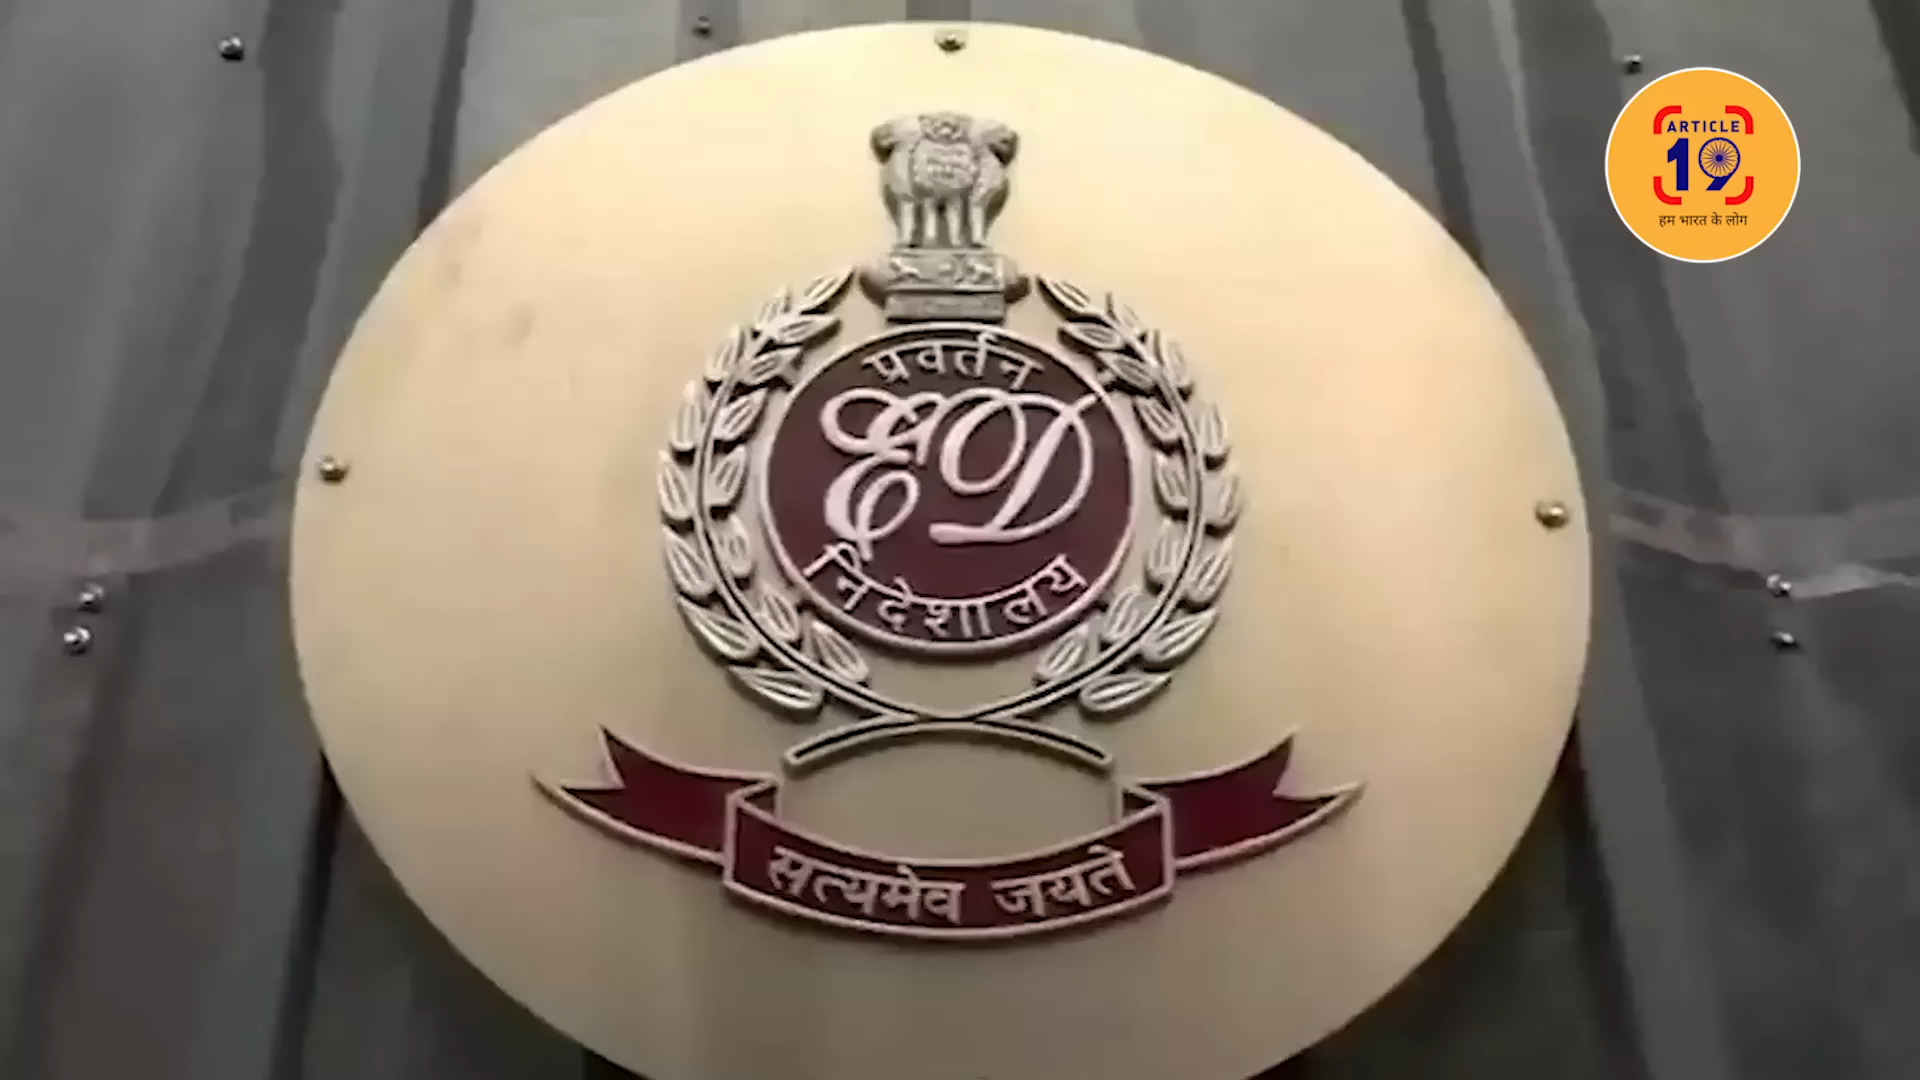 ARTICLE
19
हम भारत के लोग
प्रवर्तन
ED
निदेशालय
सत्यमेव जयते